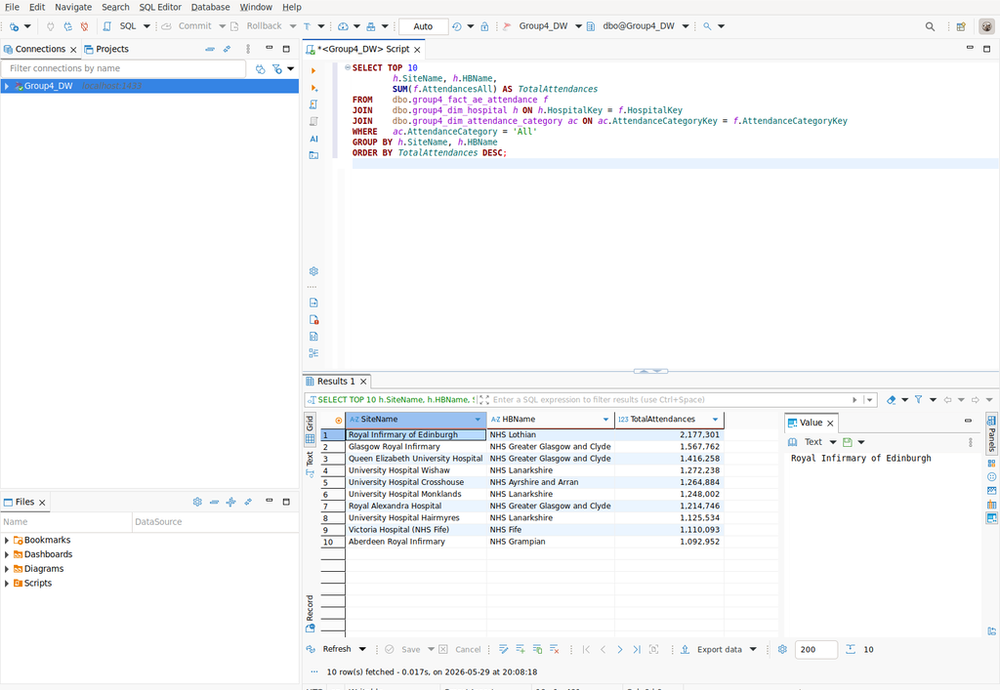 File Edit Navigate Search SQL Editor Database Window Help
SQL Commit Rollback T Auto Group4_DW dbo@Group4_DW
Connections Projects
Filter connections by name
Group4_DW localhost:1433
*<Group4_DW> Script
SELECT TOP 10
h.SiteName, h.HBName,
SUM(f.AttendancesAll) AS TotalAttendances
FROM dbo.group4_fact_ae_attendance f
JOIN dbo.group4_dim_hospital h ON h.HospitalKey = f.HospitalKey
JOIN dbo.group4_dim_attendance_category ac ON ac.AttendanceCategoryKey = f.AttendanceCategoryKey
WHERE ac.AttendanceCategory = 'All'
GROUP BY h.SiteName, h.HBName
ORDER BY TotalAttendances DESC;
Results 1
SELECT TOP 10 h.SiteName, h.HBName, Enter a SQL expression to filter results (use Ctrl+Space)
Grid
Text
Record
SiteName HBName 123 TotalAttendances
1 Royal Infirmary of Edinburgh NHS Lothian 2,177,301
2 Glasgow Royal Infirmary NHS Greater Glasgow and Clyde 1,567,762
3 Queen Elizabeth University Hospital NHS Greater Glasgow and Clyde 1,416,258
4 University Hospital Wishaw NHS Lanarkshire 1,272,238
5 University Hospital Crosshouse NHS Ayrshire and Arran 1,264,884
6 University Hospital Monklands NHS Lanarkshire 1,248,002
7 Royal Alexandra Hospital NHS Greater Glasgow and Clyde 1,214,746
8 University Hospital Hairmyres NHS Lanarkshire 1,125,534
9 Victoria Hospital (NHS Fife) NHS Fife 1,110,093
10 Aberdeen Royal Infirmary NHS Grampian 1,092,952
Value
Text
Royal Infirmary of Edinburgh
Panels
Files
Name DataSource
Bookmarks
Dashboards
Diagrams
Scripts
Refresh Save Cancel Export data 200 10
10 row(s) fetched - 0.017s, on 2026-05-29 at 20:08:18